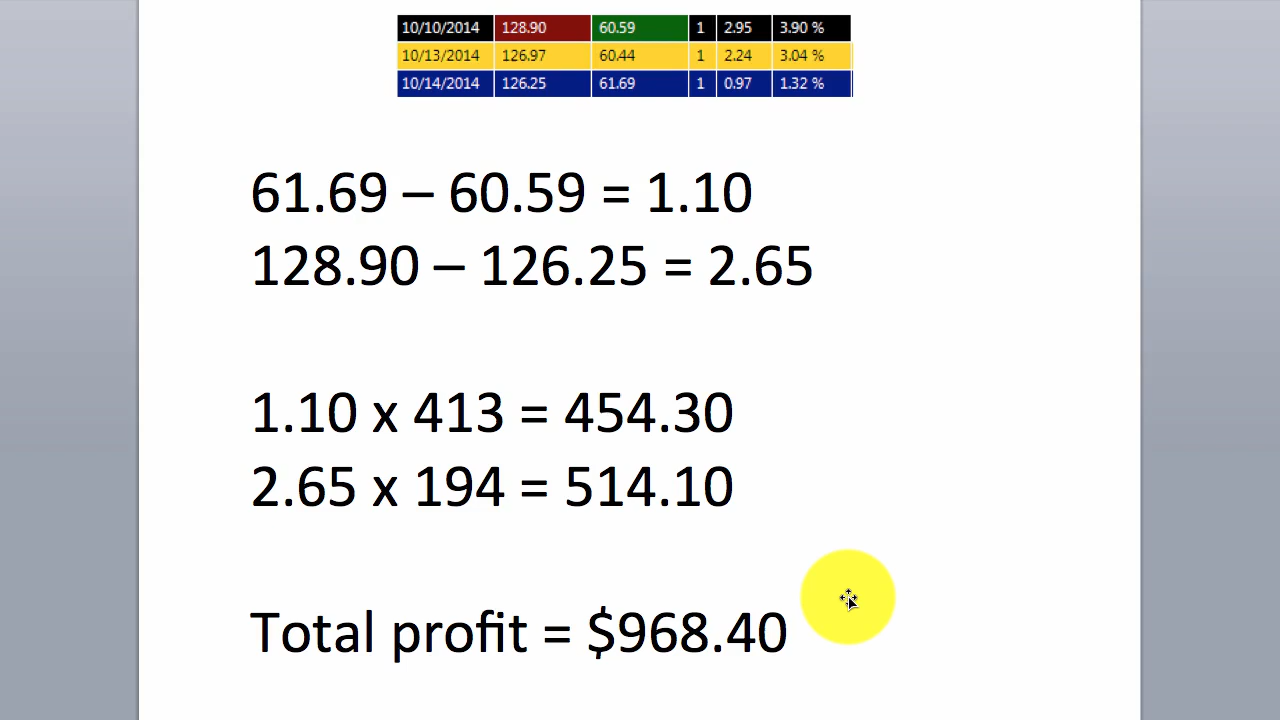 10/10/2014 128.90 60.59 1 2.95 3.90 %
10/13/2014 126.97 60.44 1 2.24 3.04 %
10/14/2014 126.25 61.69 1 0.97 1.32 %
61.69 – 60.59 = 1.10
128.90 – 126.25 = 2.65
1.10 x 413 = 454.30
2.65 x 194 = 514.10
Total profit = $968.40